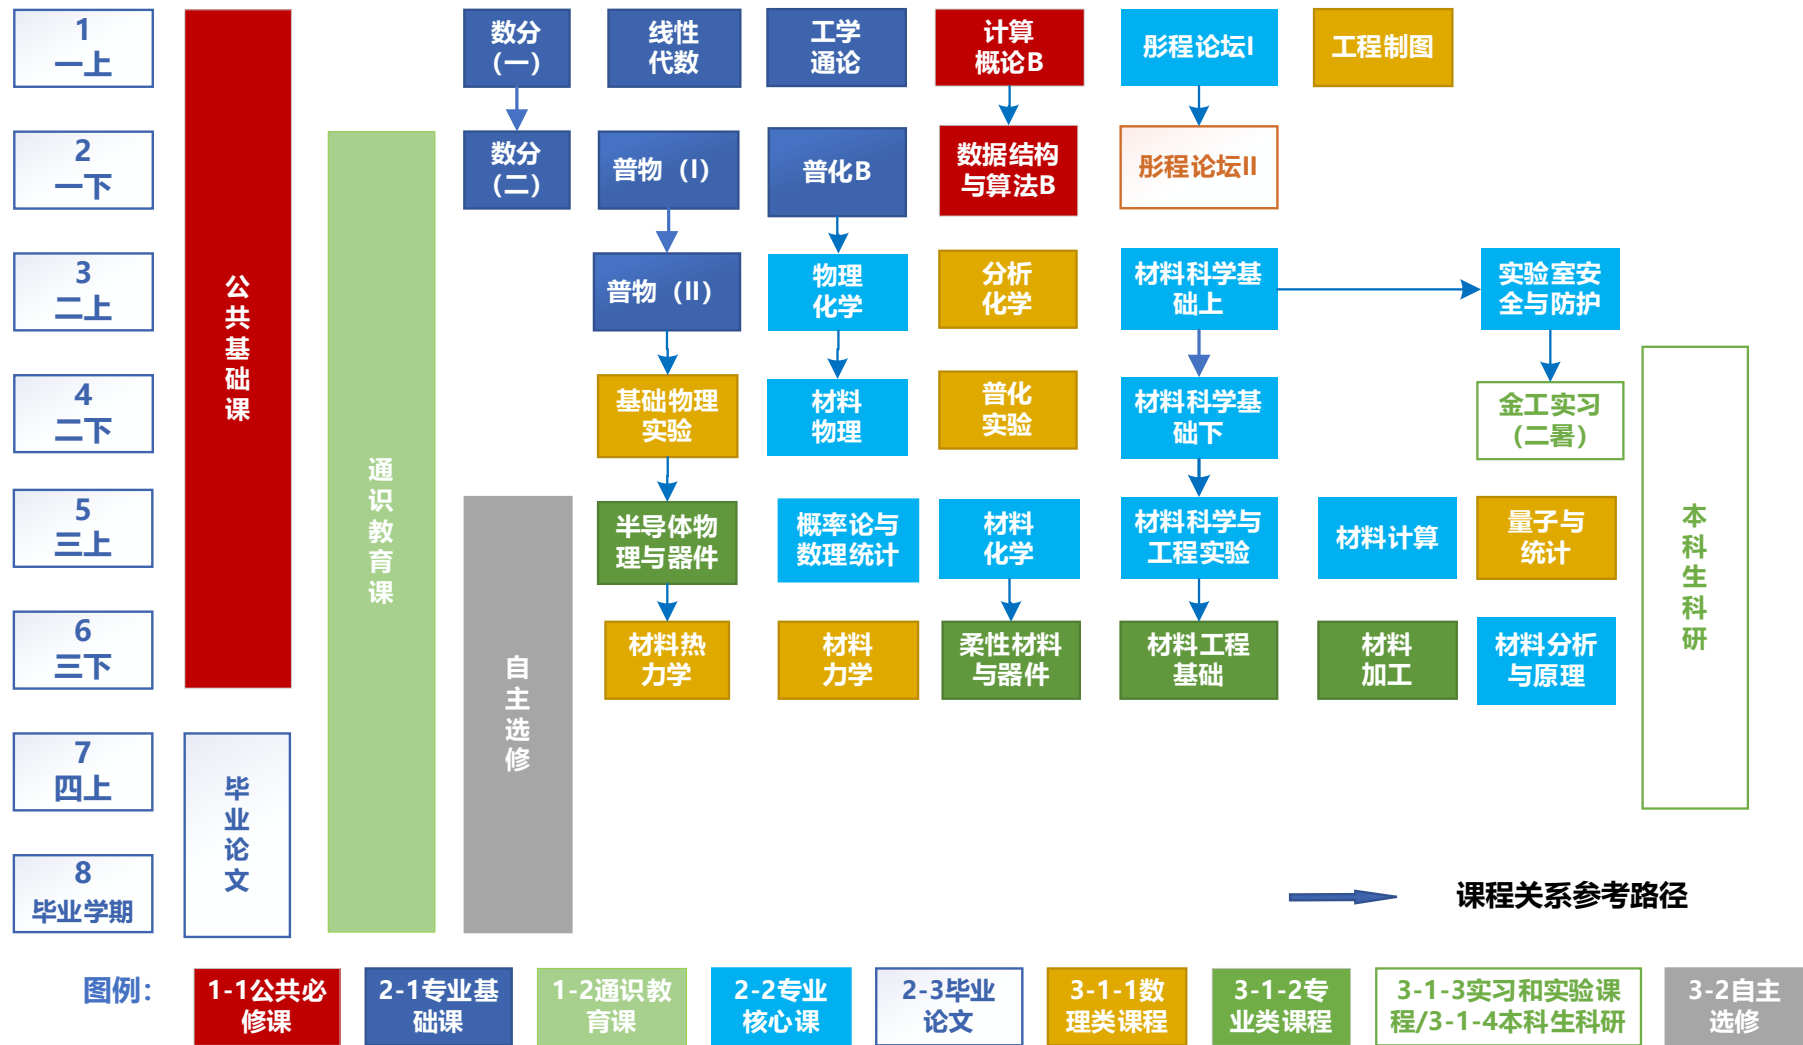 1
一上
数分
（一）
线性
代数
工学
通论
计算
概论B
彤程论坛I
工程制图
2
一下
数分
（二）
普物（I）
普化B
数据结构
与算法B
彤程论坛II
3
二上
普物（II）
物理
化学
分析
化学
材料科学基
础上
实验室安
全与防护
4
二下
基础物理
实验
材料
物理
普化
实验
材料科学基
础下
金工实习
（二暑）
5
三上
半导体物
理与器件
概率论与
数理统计
材料
化学
材料科学与
工程实验
材料计算
量子与
统计
6
三下
材料热
力学
材料
力学
柔性材料
与器件
材料工程
基础
材料
加工
材料分析
与原理
7
四上
8
毕业学期
公共基础课
通识教育课
自主选修
毕业论文
本科生科研
课程关系参考路径
图例：
1-1公共必
修课
2-1专业基
础课
1-2通识教
育课
2-2专业
核心课
2-3毕业
论文
3-1-1数
理类课程
3-1-2专
业类课程
3-1-3实习和实验课
程/3-1-4本科生科研
3-2自主
选修